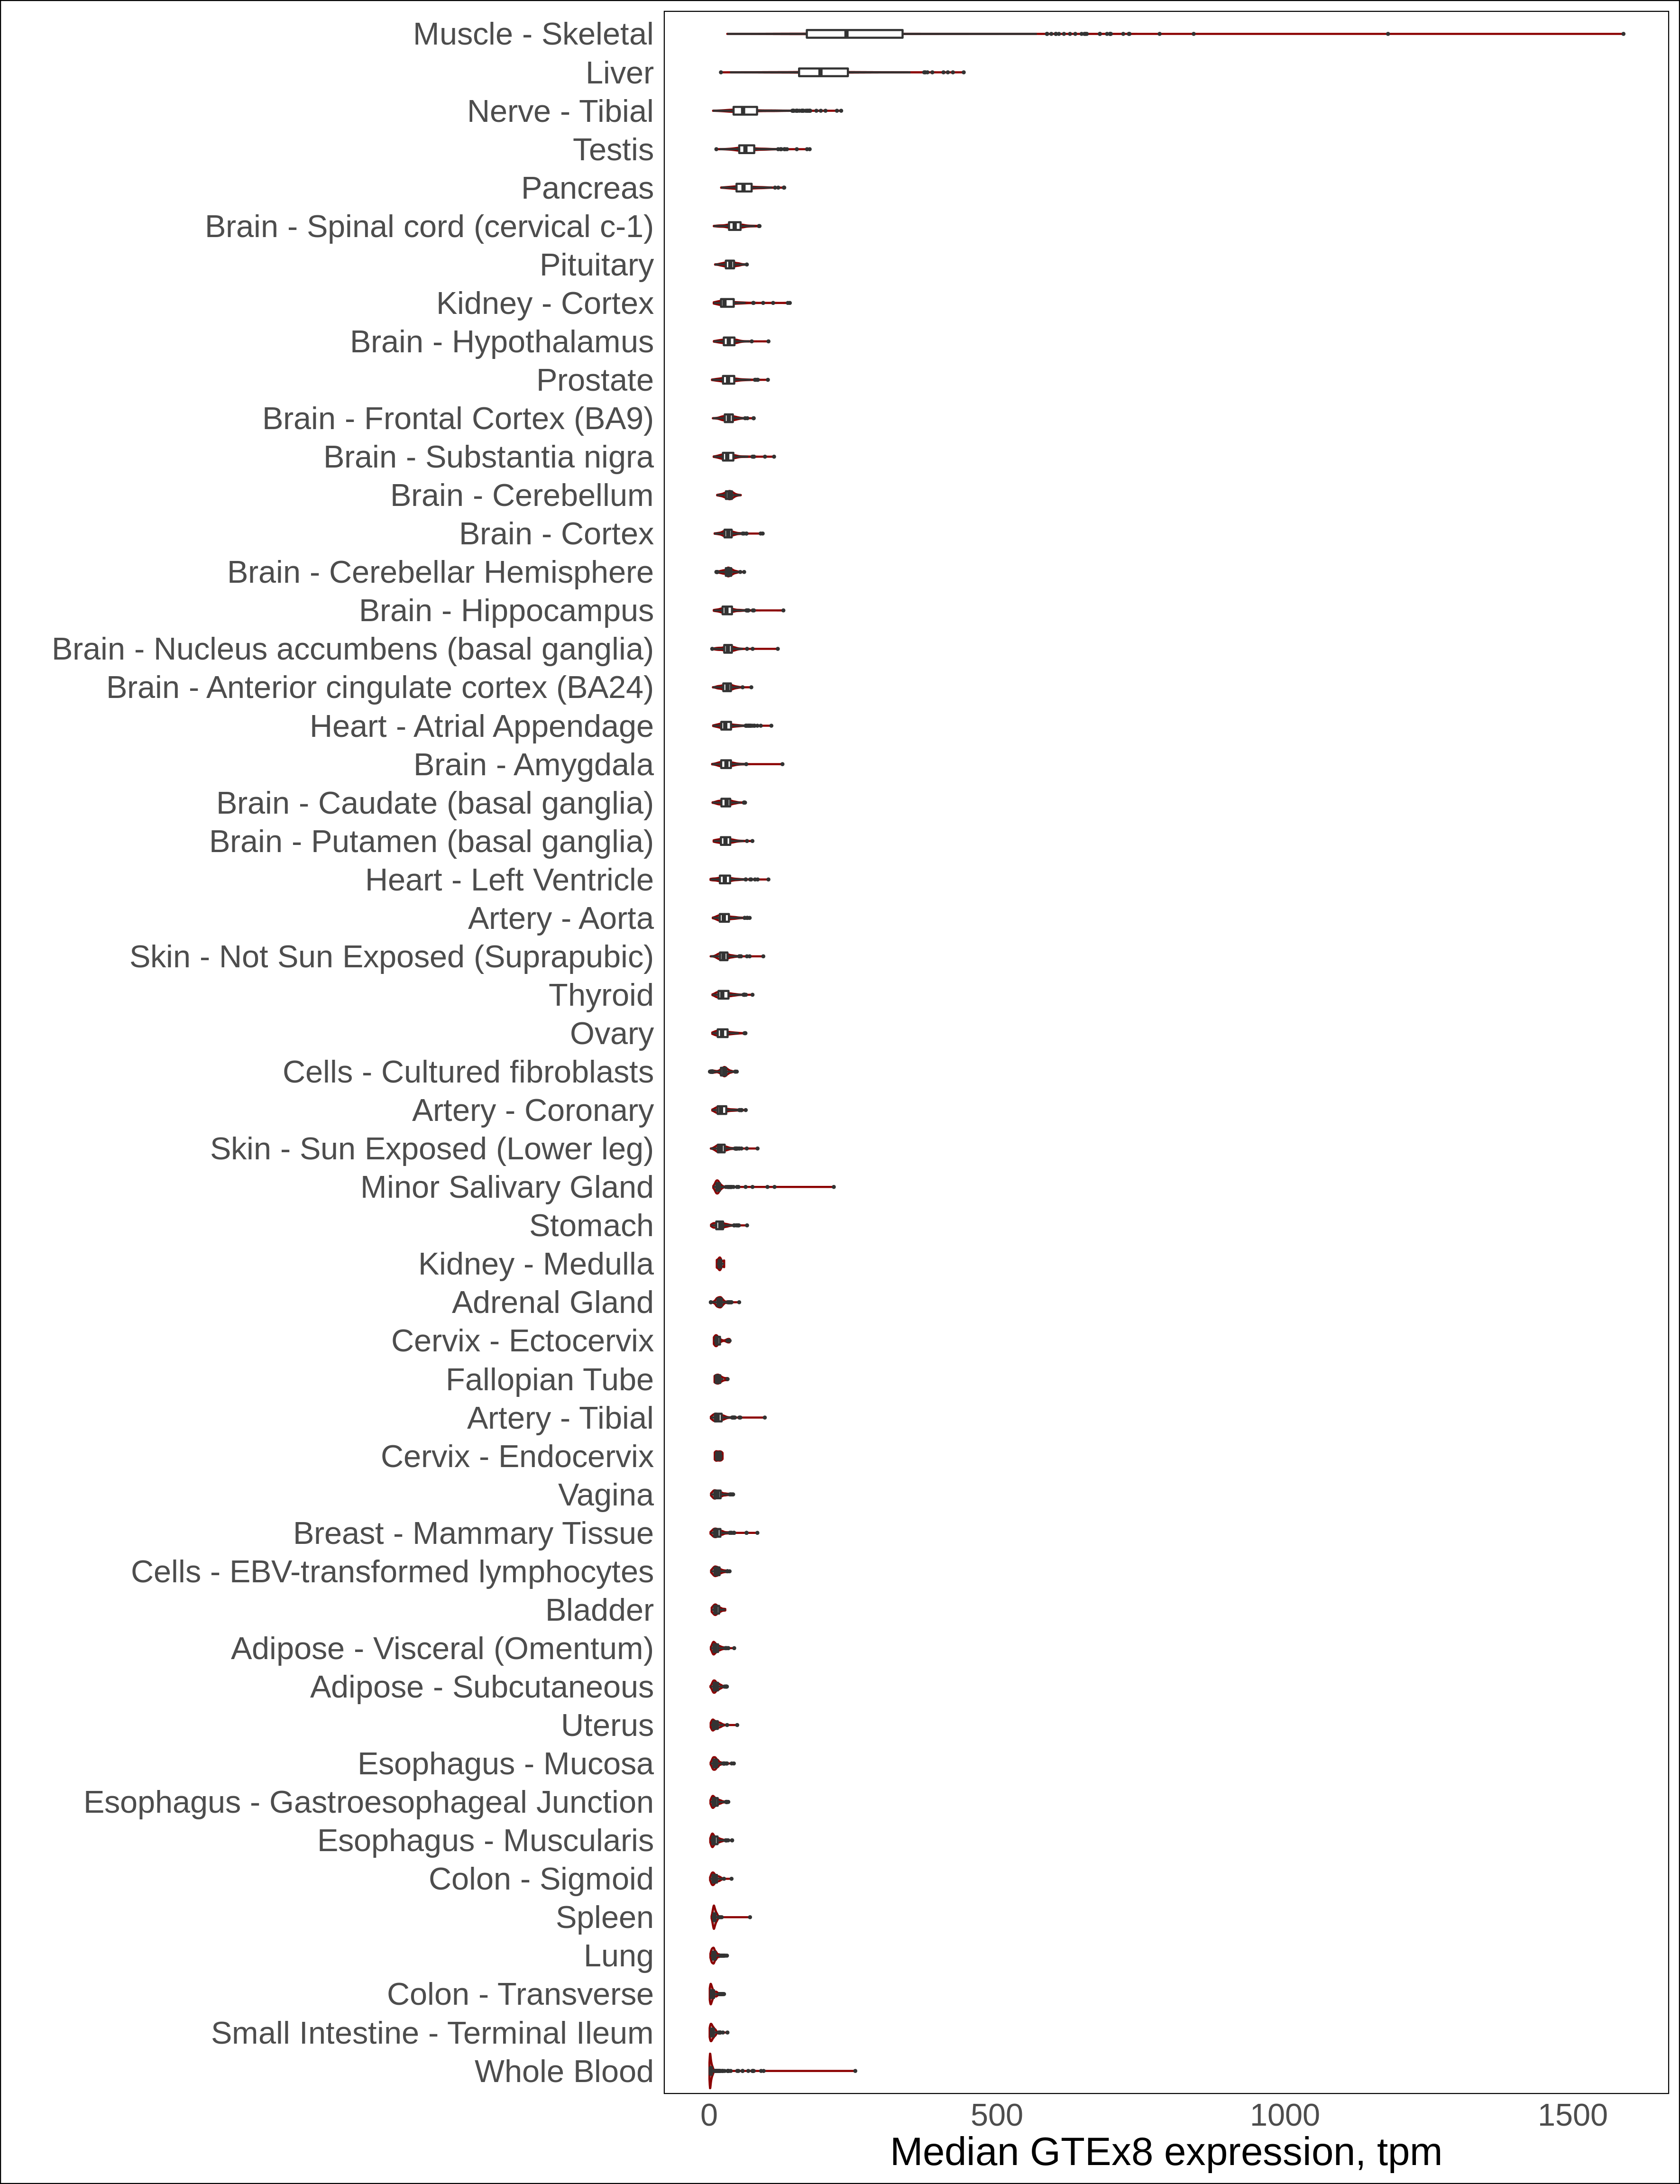 Muscle - Skeletal
Liver
Nerve - Tibial
Testis
Pancreas
Brain - Spinal cord (cervical c-1)
Pituitary
Kidney - Cortex
Brain - Hypothalamus
Prostate
Brain - Frontal Cortex (BA9)
Brain - Substantia nigra
Brain - Cerebellum
Brain - Cortex
Brain - Cerebellar Hemisphere
Brain - Hippocampus
Brain - Nucleus accumbens (basal ganglia)
Brain - Anterior cingulate cortex (BA24)
Heart - Atrial Appendage
Brain - Amygdala
Brain - Caudate (basal ganglia)
Brain - Putamen (basal ganglia)
Heart - Left Ventricle
Artery - Aorta
Skin - Not Sun Exposed (Suprapubic)
Thyroid
Ovary
Cells - Cultured fibroblasts
Artery - Coronary
Skin - Sun Exposed (Lower leg)
Minor Salivary Gland
Stomach
Kidney - Medulla
Adrenal Gland
Cervix - Ectocervix
Fallopian Tube
Artery - Tibial
Cervix - Endocervix
Vagina
Breast - Mammary Tissue
Cells - EBV-transformed lymphocytes
Bladder
Adipose - Visceral (Omentum)
Adipose - Subcutaneous
Uterus
Esophagus - Mucosa
Esophagus - Gastroesophageal Junction
Esophagus - Muscularis
Colon - Sigmoid
Spleen
Lung
Colon - Transverse
Small Intestine - Terminal Ileum
Whole Blood
0 500 1000 1500
Median GTEx8 expression, tpm